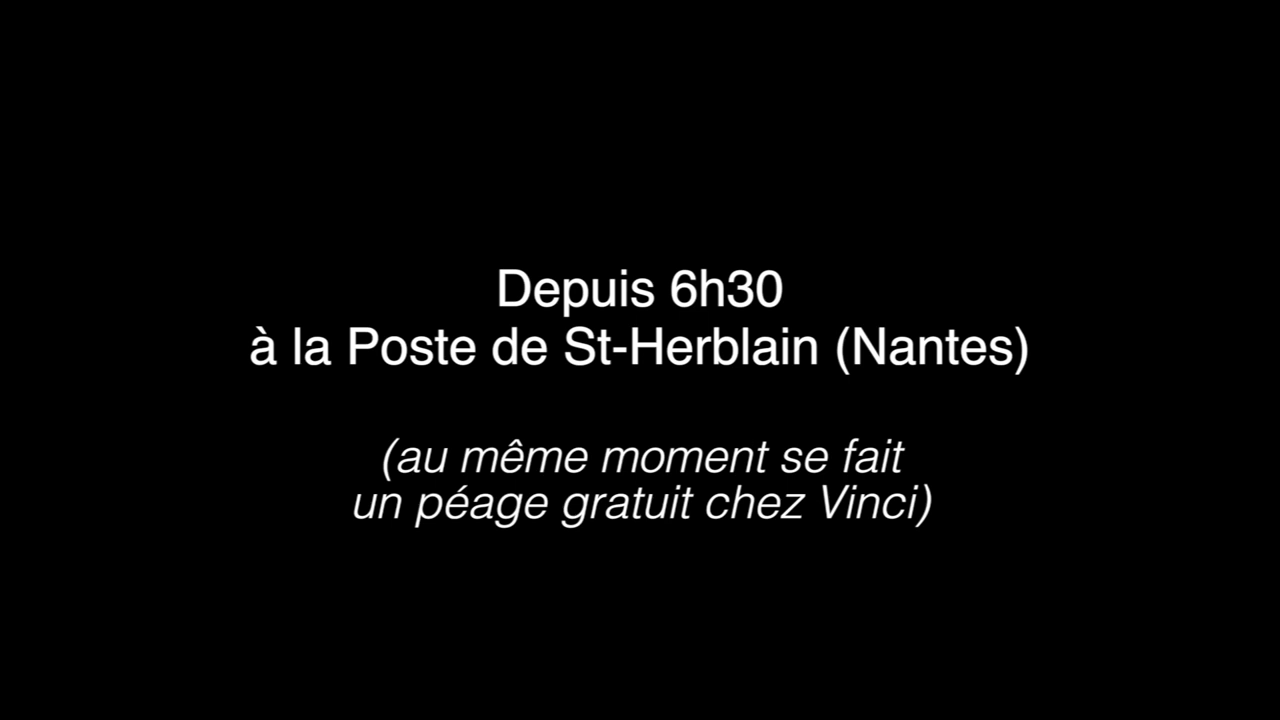 Depuis 6h30
à la Poste de St-Herblain (Nantes)
(au même moment se fait
un péage gratuit chez Vinci)